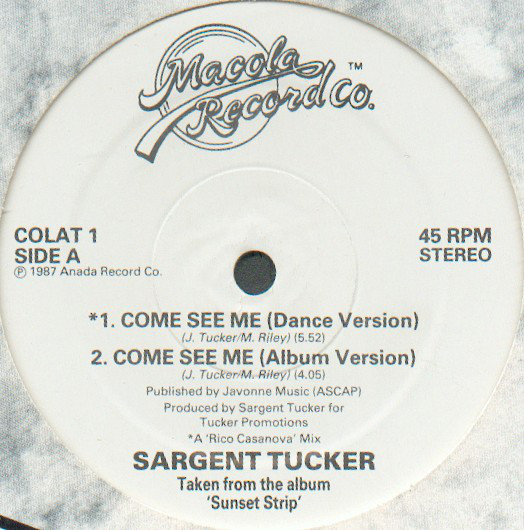 Macola
Record Co.™
COLAT 1
SIDE A
℗ 1987 Anada Record Co.
45 RPM
STEREO
*1. COME SEE ME (Dance Version)
(J. Tucker/M. Riley) (5.52)
2. COME SEE ME (Album Version)
(J. Tucker/M. Riley) (4.05)
Published by Javonne Music (ASCAP)
Produced by Sargent Tucker for
Tucker Promotions
*A 'Rico Casanova' Mix
SARGENT TUCKER
Taken from the album
'Sunset Strip'